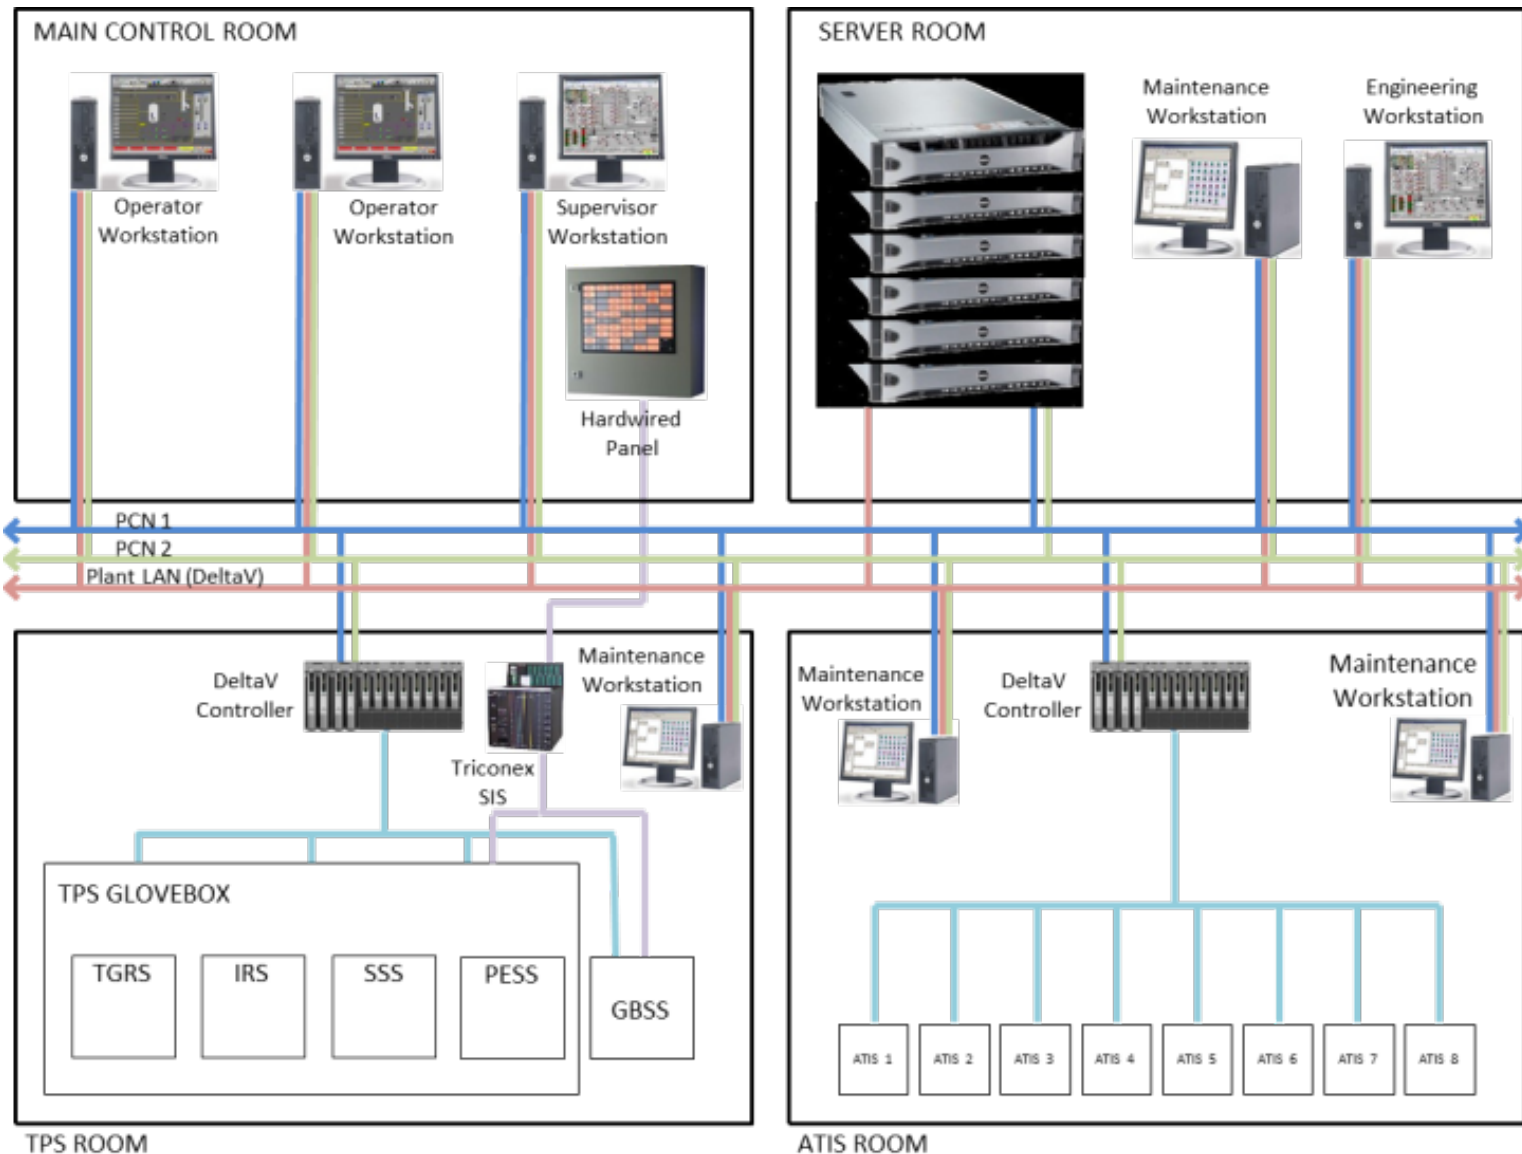 MAIN CONTROL ROOM
Operator
Workstation
Operator
Workstation
Supervisor
Workstation
Hardwired
Panel
SERVER ROOM
Maintenance
Workstation
Engineering
Workstation
PCN 1
PCN 2
Plant LAN (DeltaV)
DeltaV
Controller
Triconex
SIS
Maintenance
Workstation
TPS GLOVEBOX
TGRS
IRS
SSS
PESS
GBSS
TPS ROOM
Maintenance
Workstation
DeltaV
Controller
Maintenance
Workstation
ATIS 1
ATIS 2
ATIS 3
ATIS 4
ATIS 5
ATIS 6
ATIS 7
ATIS 8
ATIS ROOM